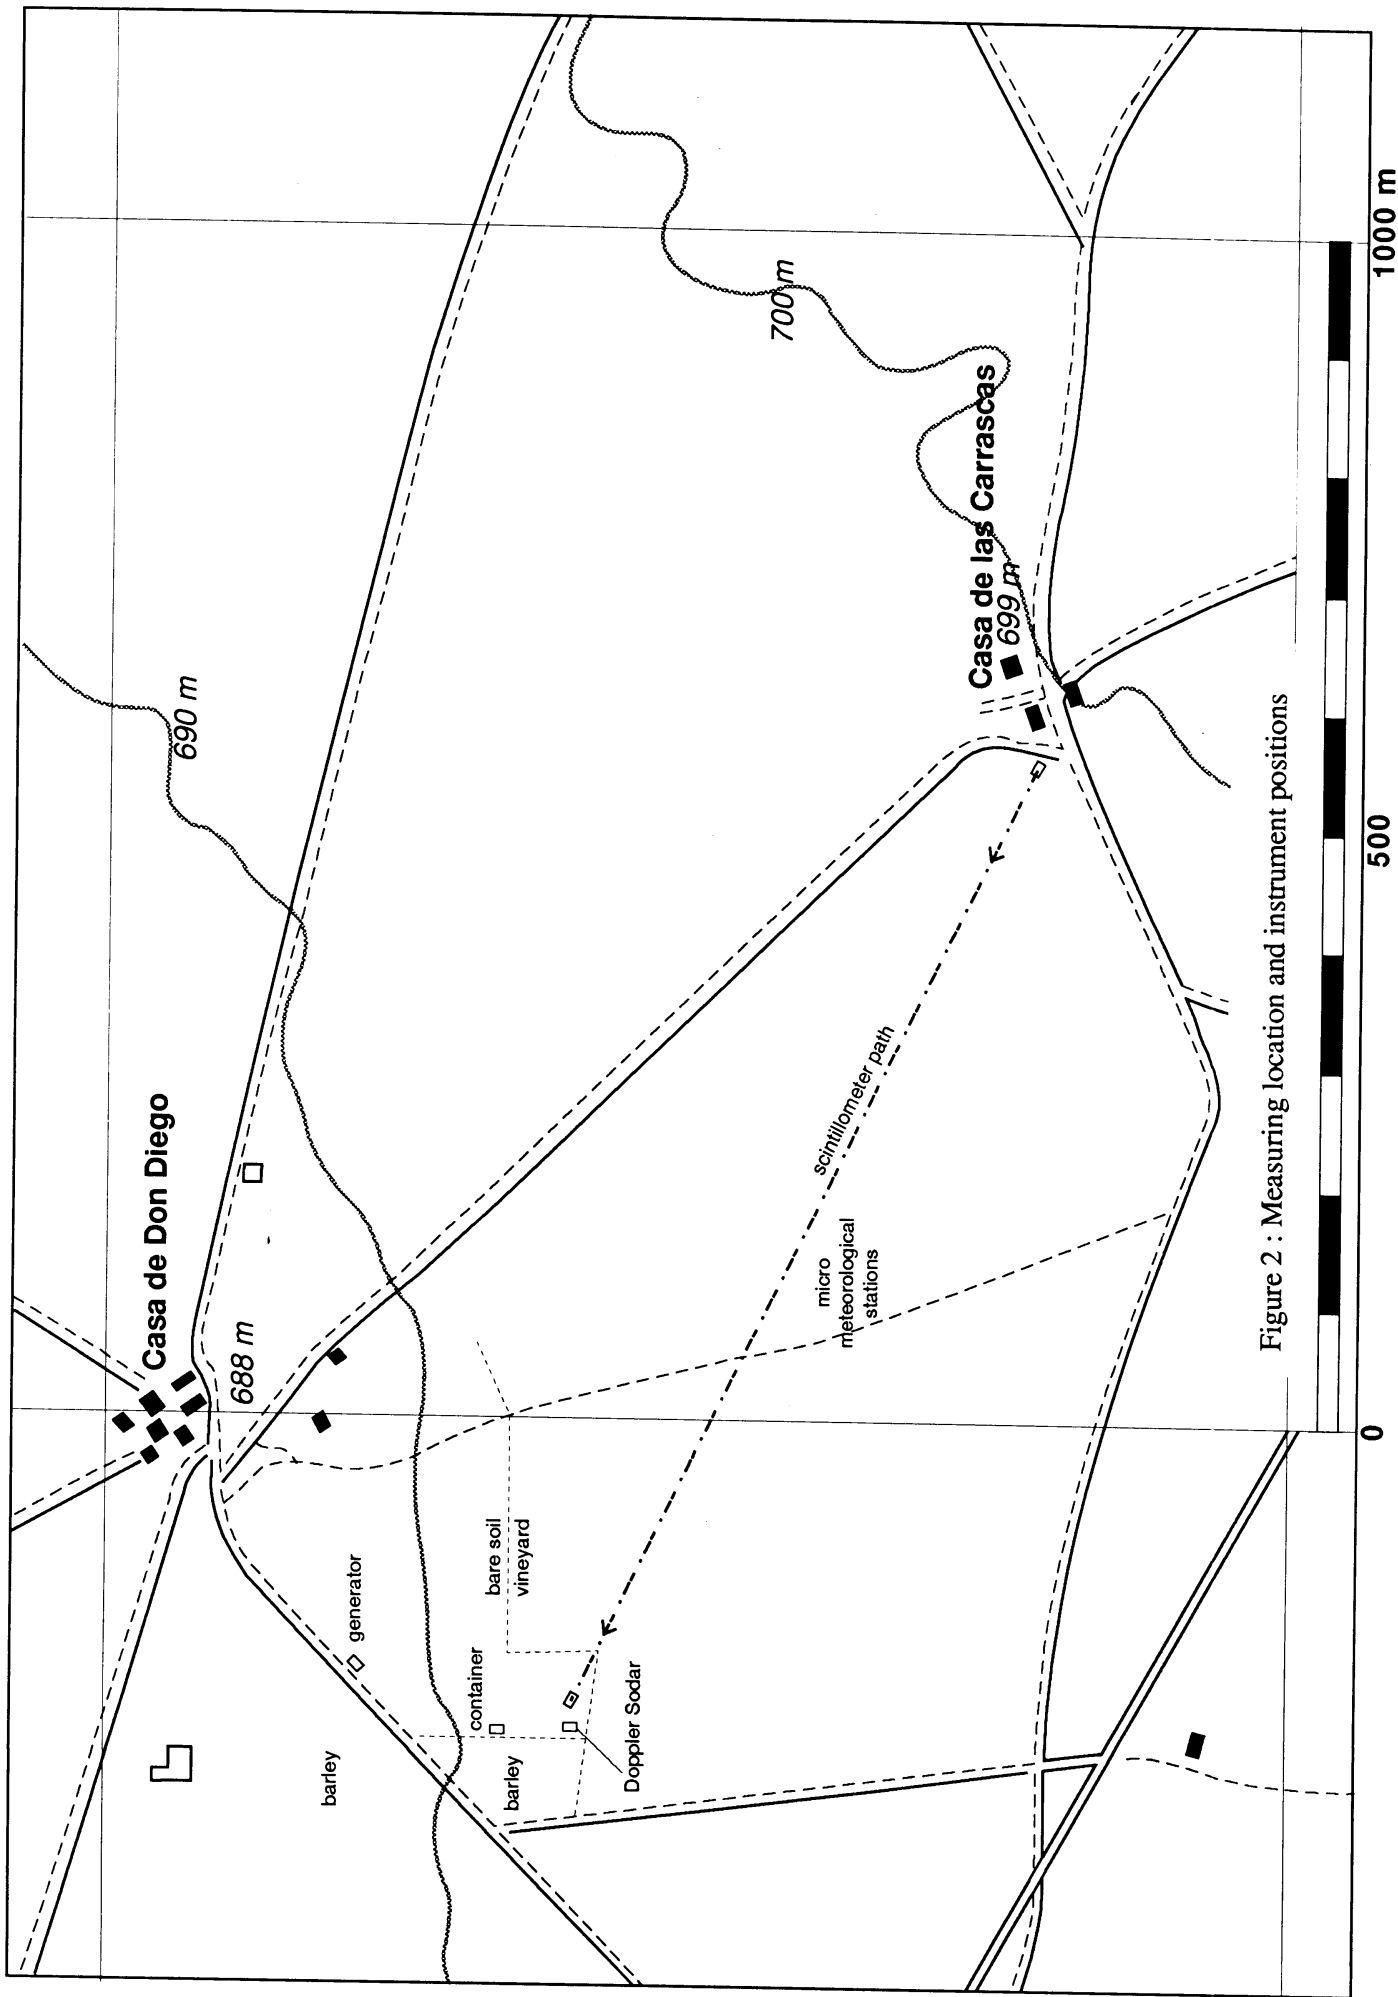 Casa de Don Diego
688 m
690 m
700 m
Casa de las Carrascas
699 m
generator
barley
container
barley
bare soil
vineyard
Doppler Sodar
scintillometer path
micro
meteorological
stations
Figure 2 : Measuring location and instrument positions
0
500
1000 m